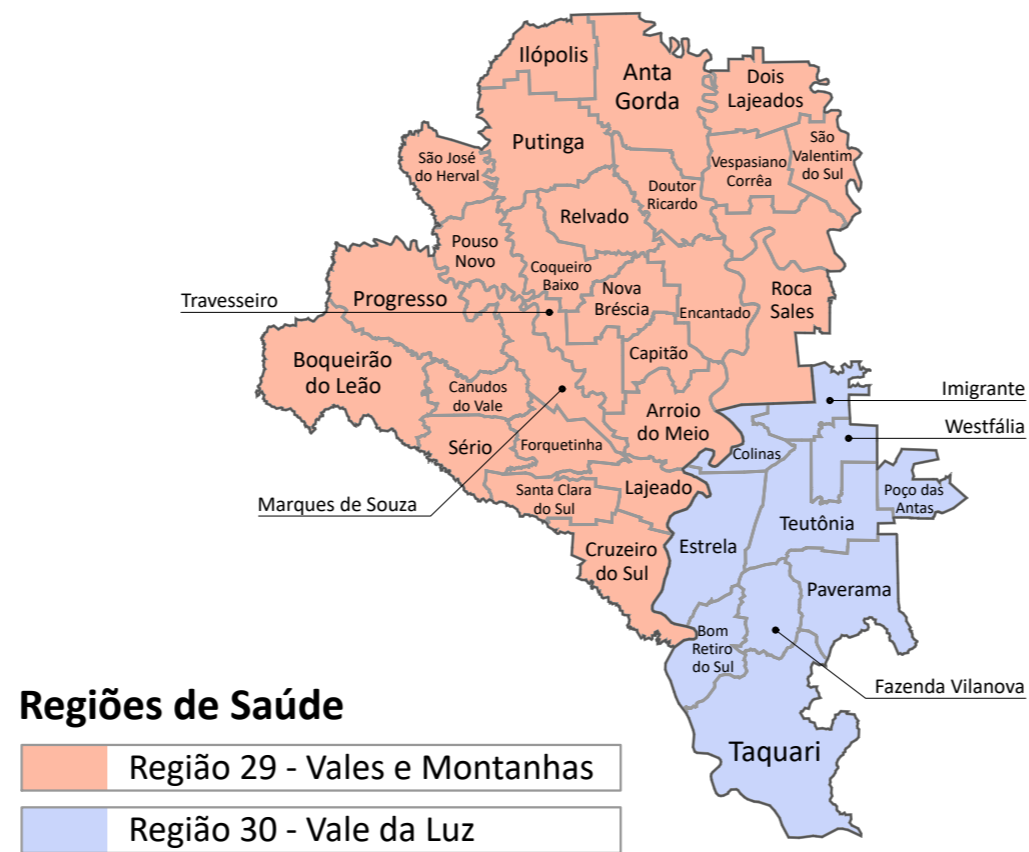 Ilópolis
Anta
Gorda
Dois
Lajeados
Putinga
São
Valentim
do Sul
São José
do Herval
Vespasiano
Corrêa
Doutor
Ricardo
Relvado
Pouso
Novo
Coqueiro
Baixo
Nova
Bréscia
Roca
Sales
Travesseiro
Progresso
Encantado
Boqueirão
do Leão
Capitão
Canudos
do Vale
Imigrante
Arroio
do Meio
Westfália
Sério
Forquetinha
Colinas
Marques de Souza
Santa Clara
do Sul
Lajeado
Poço das
Antas
Teutônia
Cruzeiro
do Sul
Estrela
Paverama
Bom
Retiro
do Sul
Fazenda Vilanova
Taquari
Regiões de Saúde
Região 29 - Vales e Montanhas
Região 30 - Vale da Luz